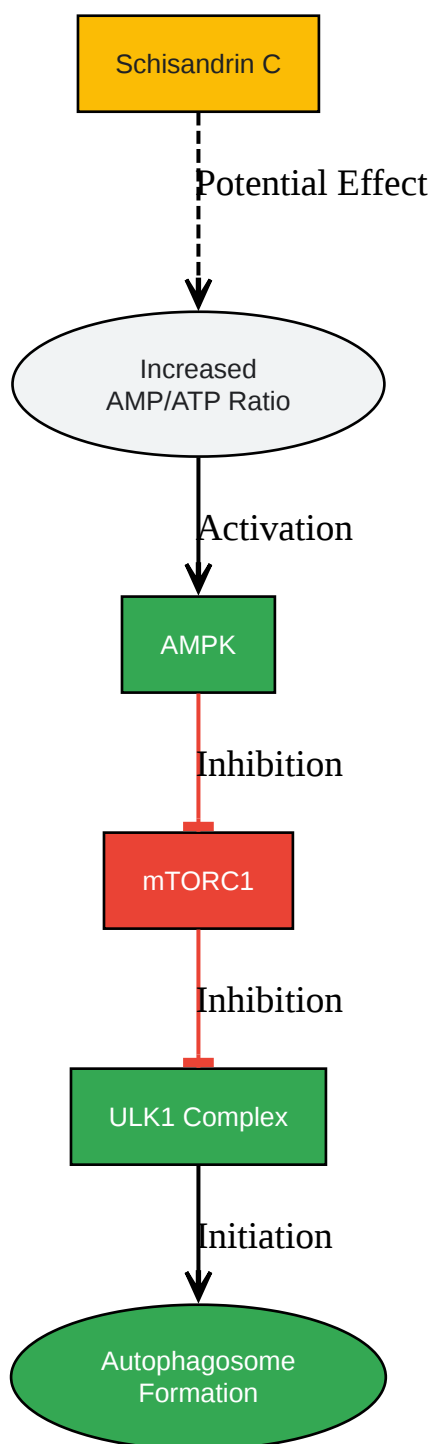 Schisandrin C
Potential Effect
Increased
AMP/ATP Ratio
Activation
AMPK
Inhibition
mTORC1
Inhibition
ULK1 Complex
Initiation
Autophagosome
Formation